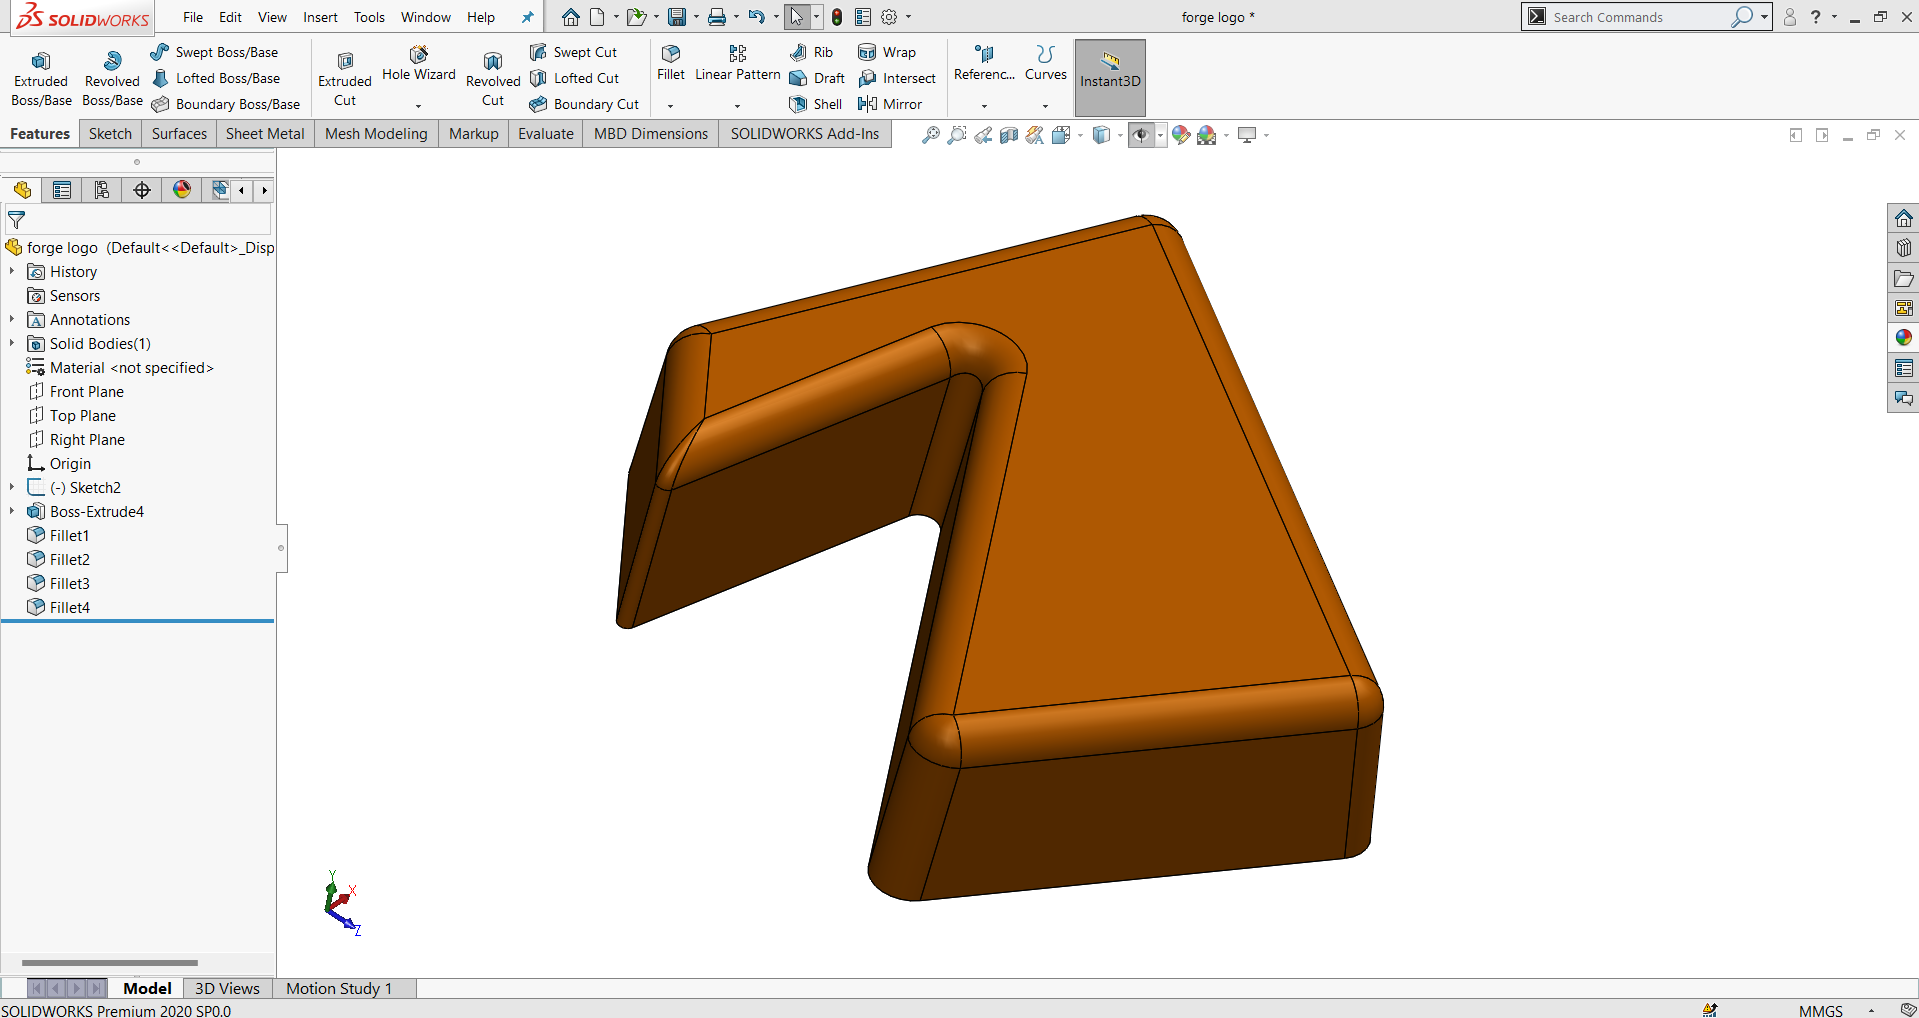 SOLIDWORKS File Edit View Insert Tools Window Help forge logo * Search Commands ?
Extruded Boss/Base
Revolved Boss/Base
Swept Boss/Base
Lofted Boss/Base
Boundary Boss/Base
Extruded Cut
Hole Wizard
Revolved Cut
Swept Cut
Lofted Cut
Boundary Cut
Fillet
Linear Pattern
Rib
Draft
Shell
Wrap
Intersect
Mirror
Referenc...
Curves
Instant3D
Features Sketch Surfaces Sheet Metal Mesh Modeling Markup Evaluate MBD Dimensions SOLIDWORKS Add-Ins
forge logo (Default<<Default>_Disp
History
Sensors
Annotations
Solid Bodies(1)
Material <not specified>
Front Plane
Top Plane
Right Plane
Origin
(-) Sketch2
Boss-Extrude4
Fillet1
Fillet2
Fillet3
Fillet4
Y
X
Z
Model 3D Views Motion Study 1
SOLIDWORKS Premium 2020 SP0.0 MMGS